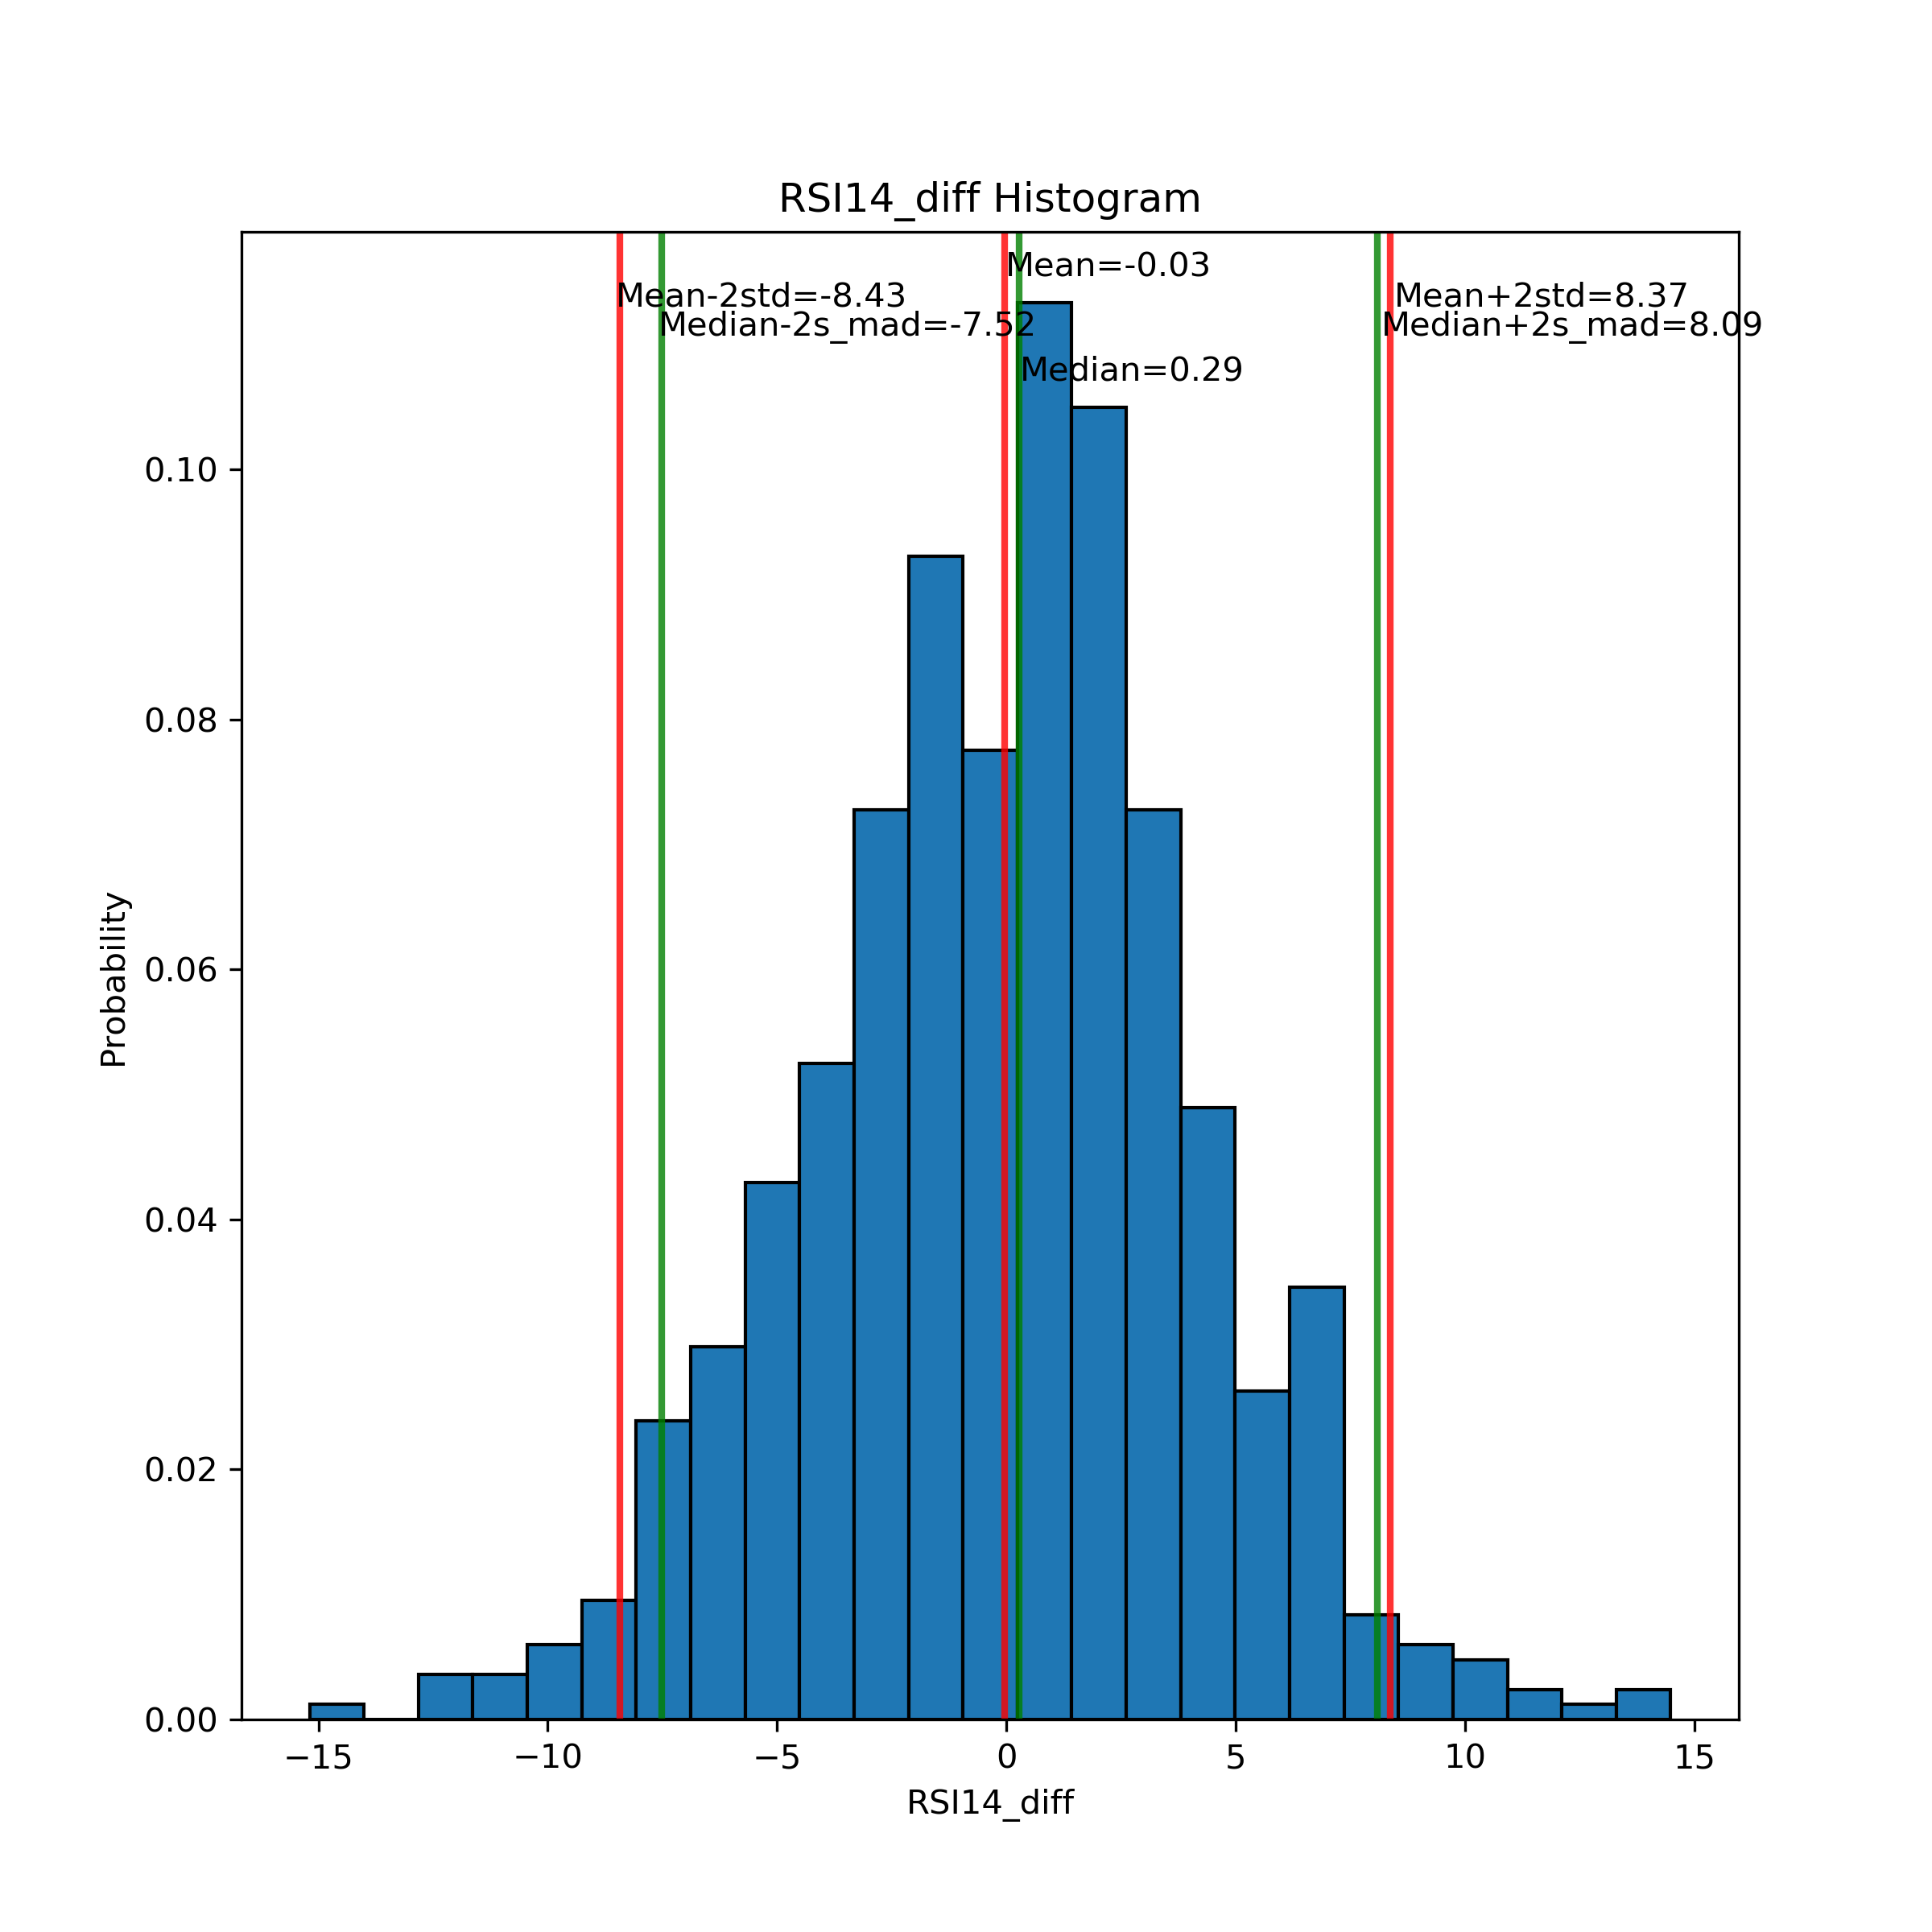 RSI14_diff Histogram
Mean=-0.03
Mean-2std=-8.43
Mean+2std=8.37
Median-2s_mad=-7.52
Median+2s_mad=8.09
Median=0.29
0.10
0.08
0.06
0.04
0.02
0.00
Probability
−15 −10 −5 0 5 10 15
RSI14_diff